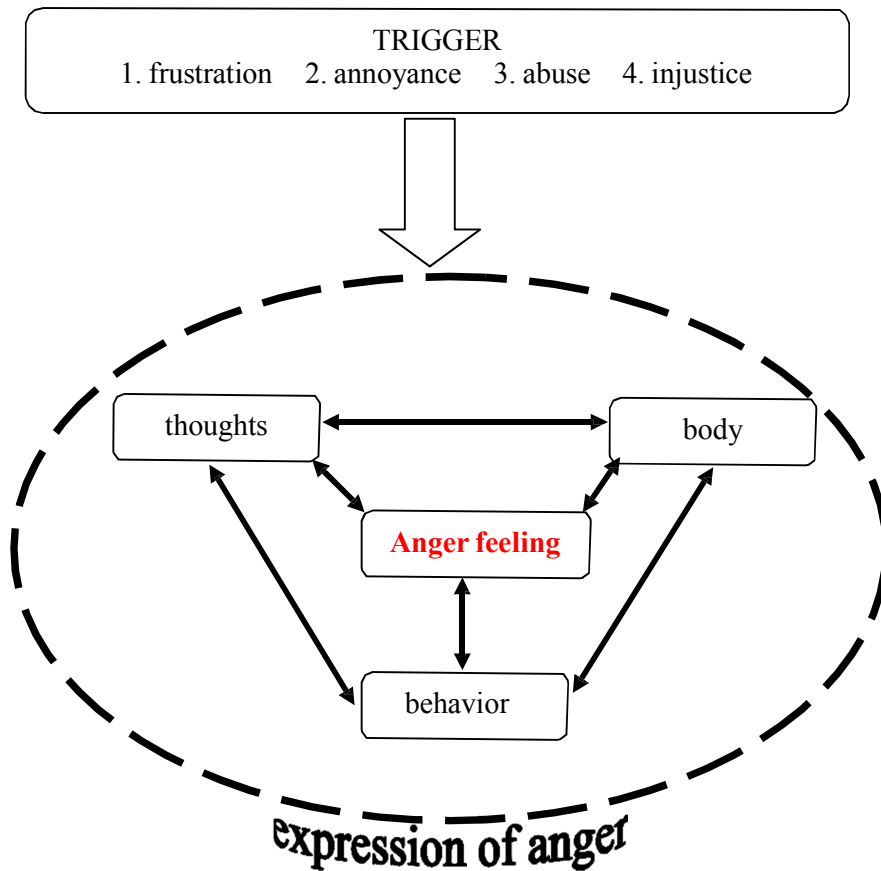 TRIGGER
1. frustration 2. annoyance 3. abuse 4. injustice
thoughts
body
Anger feeling
behavior
expression of anger